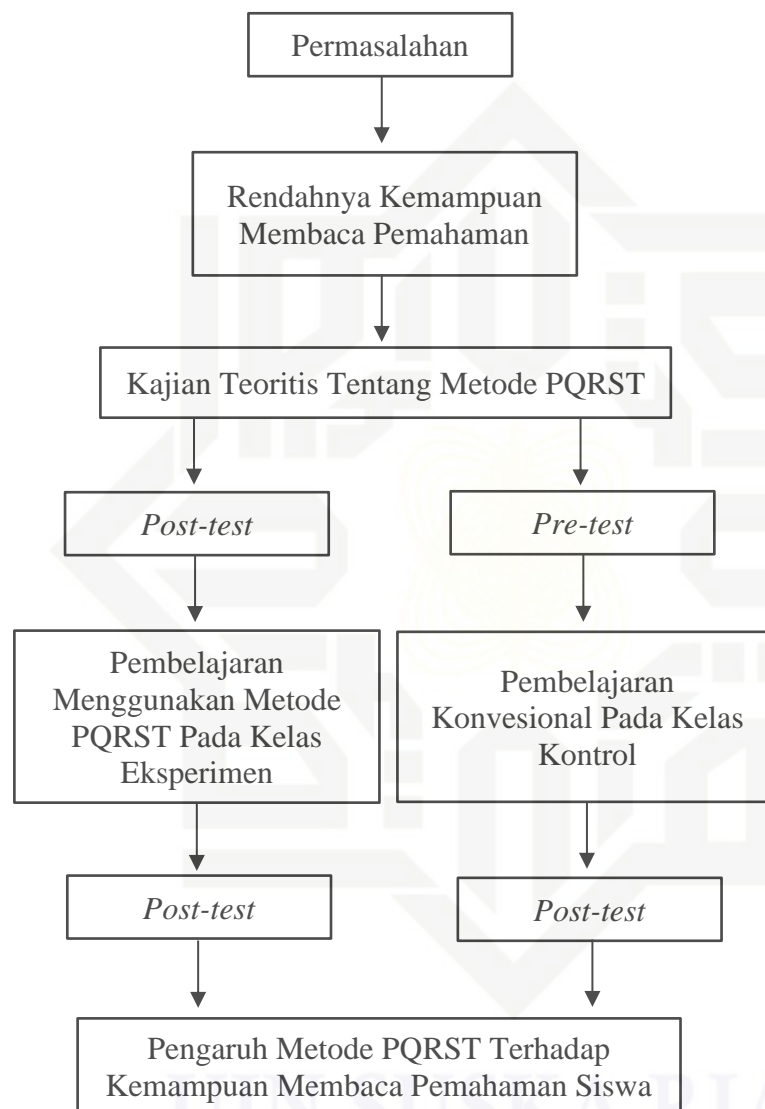 Permasalahan
Rendahnya Kemampuan
Membaca Pemahaman
Kajian Teoritis Tentang Metode PQRST
Post-test
Pre-test
Pembelajaran
Menggunakan Metode
PQRST Pada Kelas
Eksperimen
Pembelajaran
Konvesional Pada Kelas
Kontrol
Post-test
Post-test
Pengaruh Metode PQRST Terhadap
Kemampuan Membaca Pemahaman Siswa